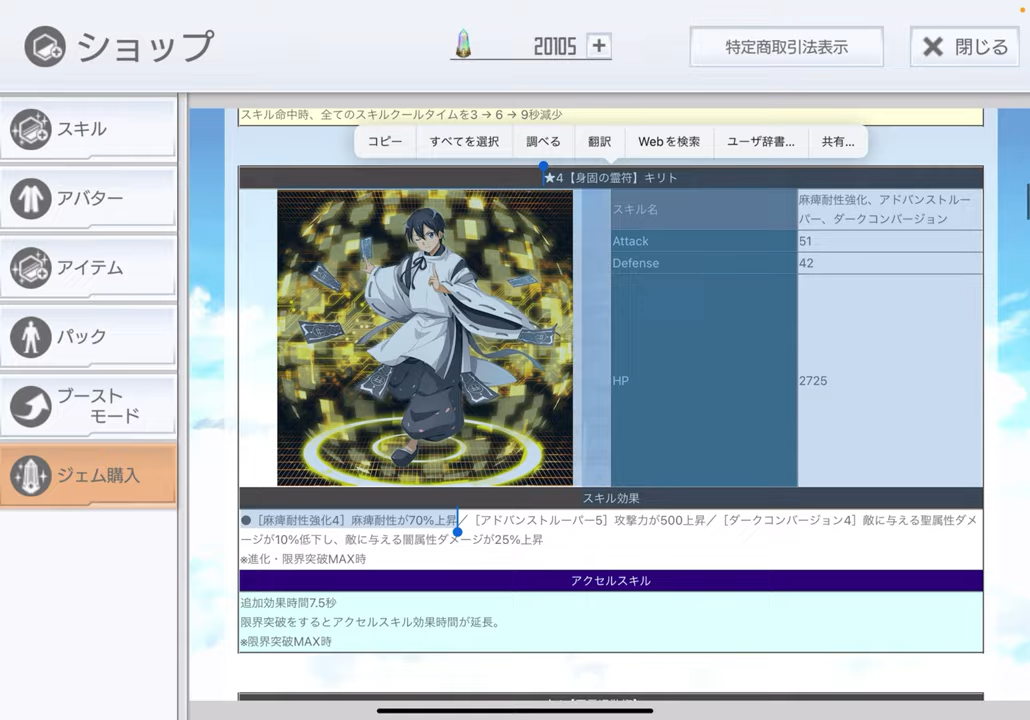 ショップ
20105
特定商取引法表示
閉じる
スキル
アバター
アイテム
パック
ブースト
モード
ジェム購入
スキル命中時、全てのスキルクールタイムを3 → 6 → 9秒減少
コピー
すべてを選択
調べる
翻訳
Webを検索
ユーザ辞書...
共有...
★4【身固の霊符】キリト
スキル名
麻痺耐性強化、アドバンストルー
パー、ダークコンバージョン
Attack
51
Defense
42
HP
2725
スキル効果
●［麻痺耐性強化4］麻痺耐性が70%上昇／［アドバンストルーパー5］攻撃力が500上昇／［ダークコンバージョン4］敵に与える聖属性ダメ
ージが10%低下し、敵に与える闇属性ダメージが25%上昇
※進化・限界突破MAX時
アクセルスキル
追加効果時間7.5秒
限界突破をするとアクセルスキル効果時間が延長。
※限界突破MAX時